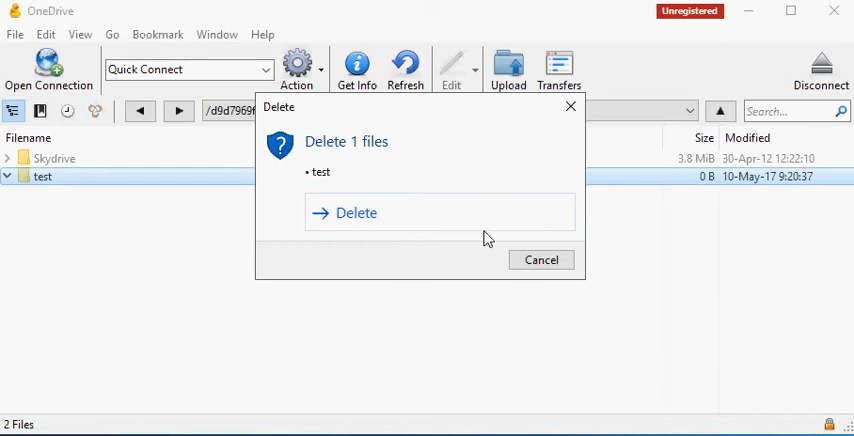 OneDrive
Unregistered
File Edit View Go Bookmark Window Help
Open Connection
Quick Connect
Action
Get Info
Refresh
Edit
Upload
Transfers
Disconnect
/d9d7969f
Search...
Filename Size Modified
Skydrive 3.8 MiB 30-Apr-12 12:22:10
test 0 B 10-May-17 9:20:37
Delete
Delete 1 files
• test
→ Delete
Cancel
2 Files